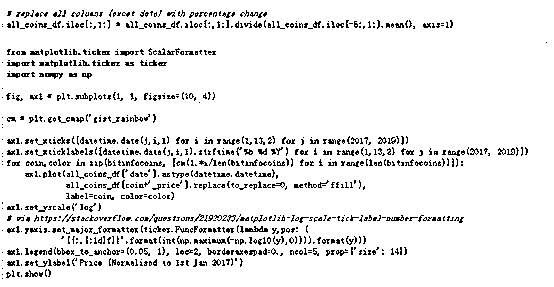 # replace all columns (except date) with percentage change
all_coins_df.iloc[:,1:] = all_coins_df.iloc[:,1:].divide(all_coins_df.iloc[-5:,1:].mean(), axis=1)
from matplotlib.ticker import ScalarFormatter
import matplotlib.ticker as ticker
import numpy as np
fig, ax1 = plt.subplots(1, 1, figsize=(10, 4))
cm = plt.get_cmap('gist_rainbow')
ax1.set_xticks([datetime.date(j,i,1) for i in range(1,13,2) for j in range(2017, 2019)])
ax1.set_xticklabels([datetime.date(j,i,1).strftime('%b %d %Y') for i in range(1,13,2) for j in range(2017, 2019)])
for coin,color in zip(bitinfocoins, [cm(1.*i/len(bitinfocoins)) for i in range(len(bitinfocoins))]):
ax1.plot(all_coins_df['date'].astype(datetime.datetime),
all_coins_df[coin+'_price'].replace(to_replace=0, method='ffill'),
label=coin, color=color)
ax1.set_yscale('log')
# via https://stackoverflow.com/questions/21920233/matplotlib-log-scale-tick-label-number-formatting
ax1.yaxis.set_major_formatter(ticker.FuncFormatter(lambda y,pos: (
'{{:.{:1d}f}}'.format(int(np.maximum(-np.log10(y),0)))).format(y)))
ax1.legend(bbox_to_anchor=(0.05, 1), loc=2, borderaxespad=0., ncol=5, prop={'size': 14})
ax1.set_ylabel('Price (Normalised to 1st Jan 2017)')
plt.show()